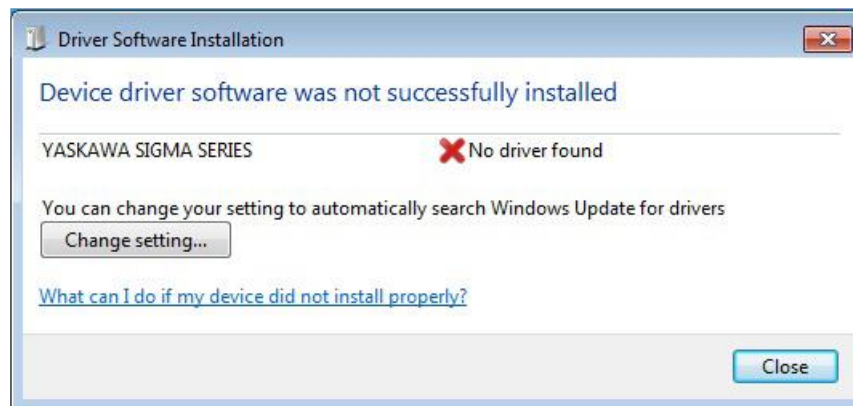 Driver Software Installation
Device driver software was not successfully installed
YASKAWA SIGMA SERIES No driver found
You can change your setting to automatically search Windows Update for drivers
Change setting...
What can I do if my device did not install properly?
Close